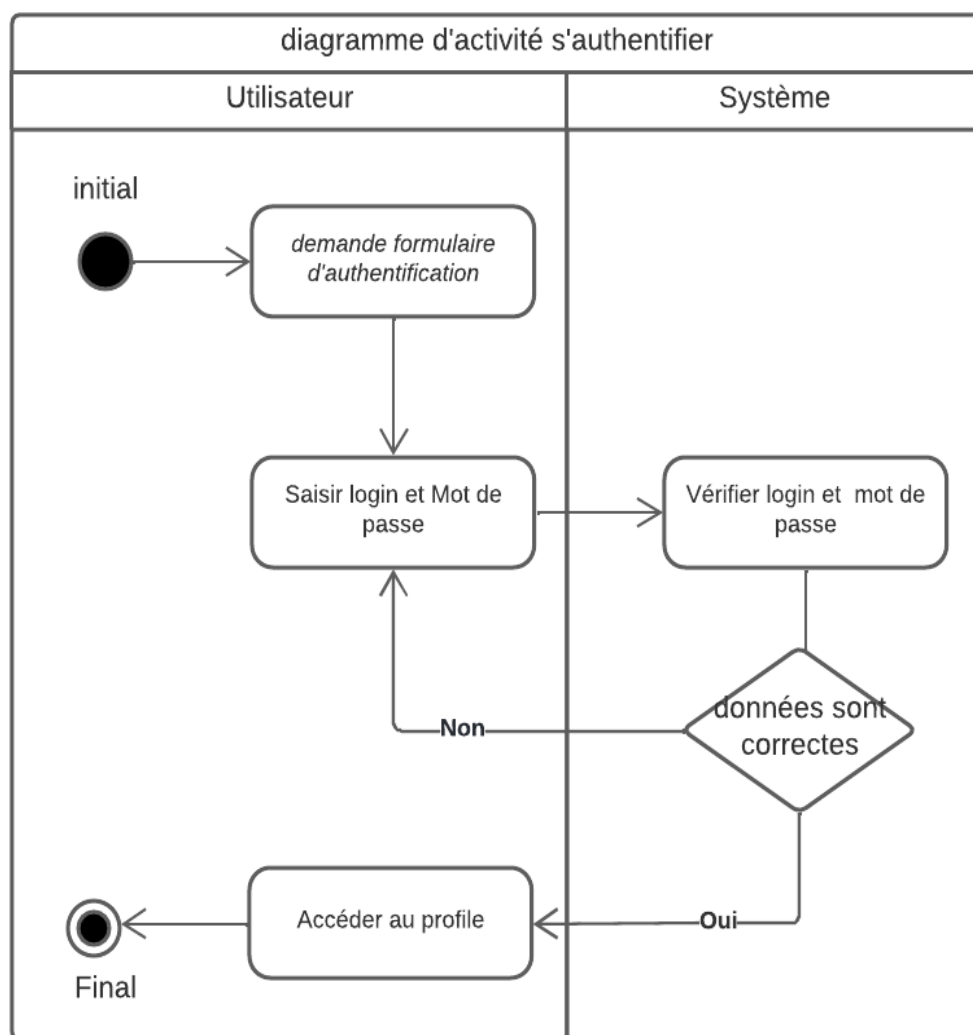 diagramme d'activité s'authentifier
Utilisateur
Système
initial
demande formulaire
d'authentification
Saisir login et Mot de
passe
Vérifier login et mot de
passe
données sont
correctes
Non
Oui
Accéder au profile
Final